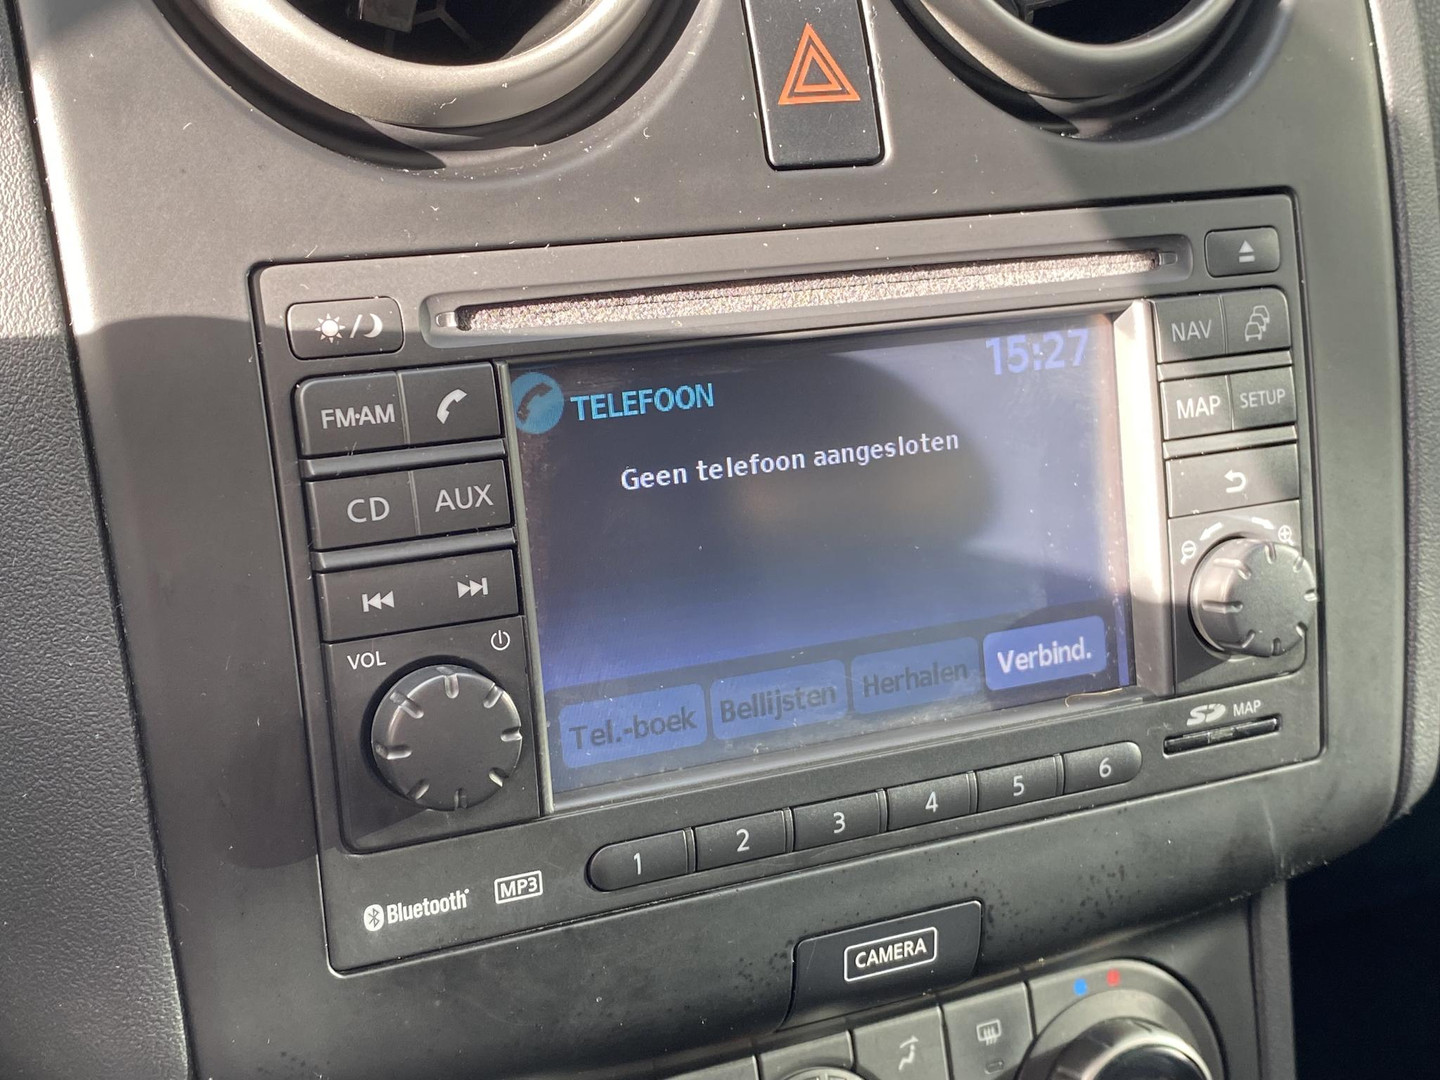 15:27
TELEFOON
Geen telefoon aangesloten
Tel.-boek Bellijsten Herhalen Verbind.
FM·AM
CD AUX
VOL
NAV
MAP SETUP
SD MAP
1 2 3 4 5 6
Bluetooth MP3
CAMERA